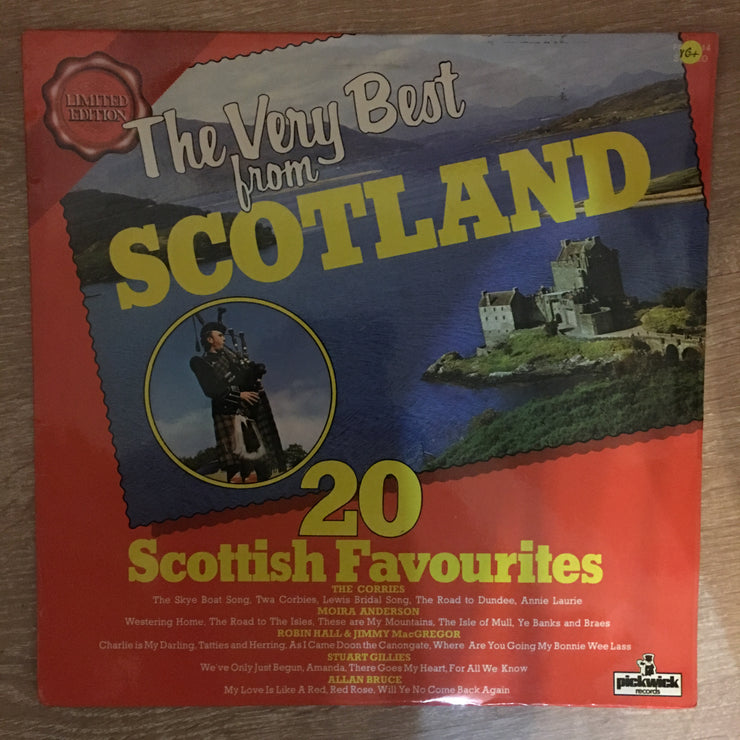 LIMITED
EDITION
VG+
The Very Best
from
SCOTLAND
20
Scottish Favourites
THE CORRIES
The Skye Boat Song, Twa Corbies, Lewis Bridal Song, The Road to Dundee, Annie Laurie
MOIRA ANDERSON
Westering Home, The Road to The Isles, These are My Mountains, The Isle of Mull, Ye Banks and Braes
ROBIN HALL & JIMMY MacGREGOR
Charlie is My Darling, Tatties and Herring, As I Came Doon the Canongate, Where Are You Going My Bonnie Wee Lass
STUART GILLIES
We've Only Just Begun, Amanda, There Goes My Heart, For All We Know
ALLAN BRUCE
My Love Is Like A Red, Red Rose, Will Ye No Come Back Again
pickwick
records